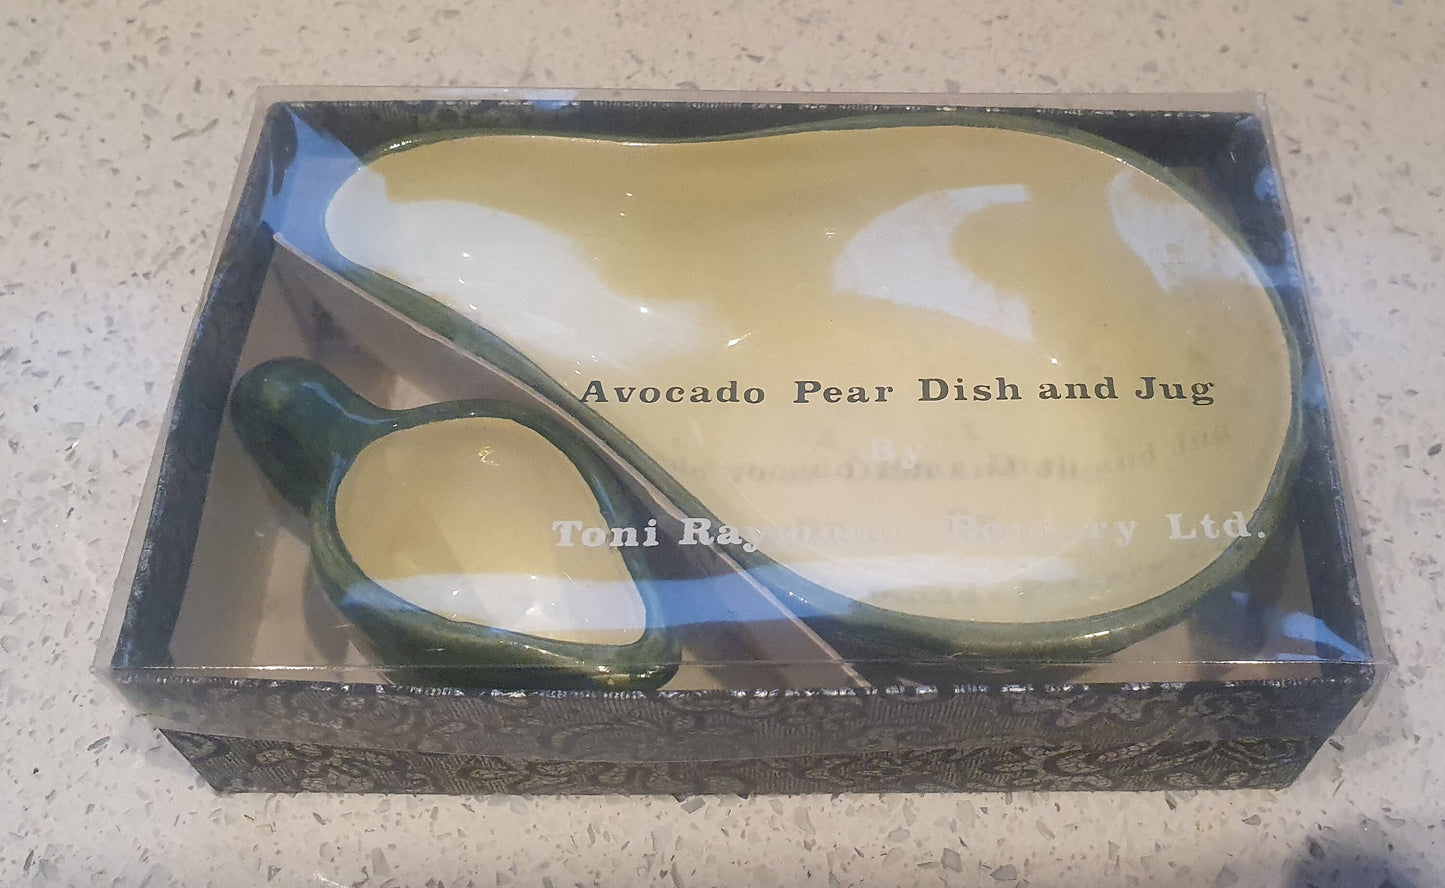 Avocado Pear Dish and Jug
By
Toni Raymond Pottery Ltd.